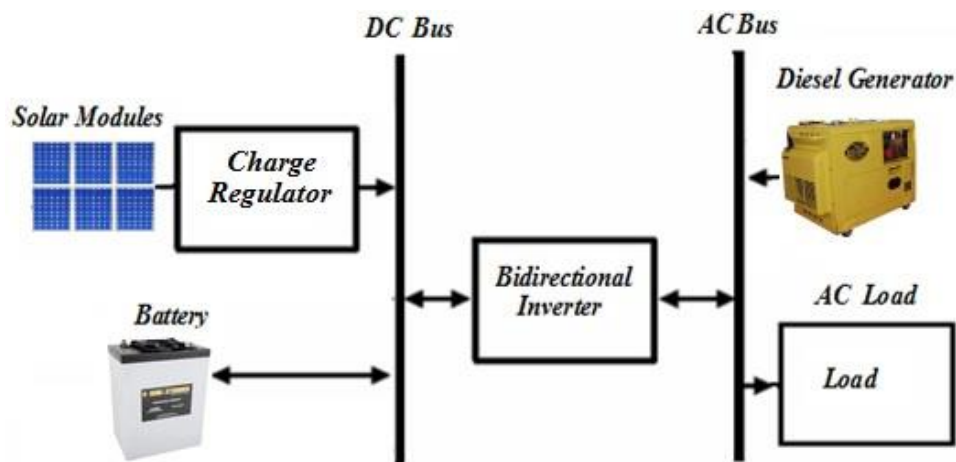 DC Bus
AC Bus
Diesel Generator
Solar Modules
Charge
Regulator
Bidirectional
Inverter
AC Load
Battery
Load